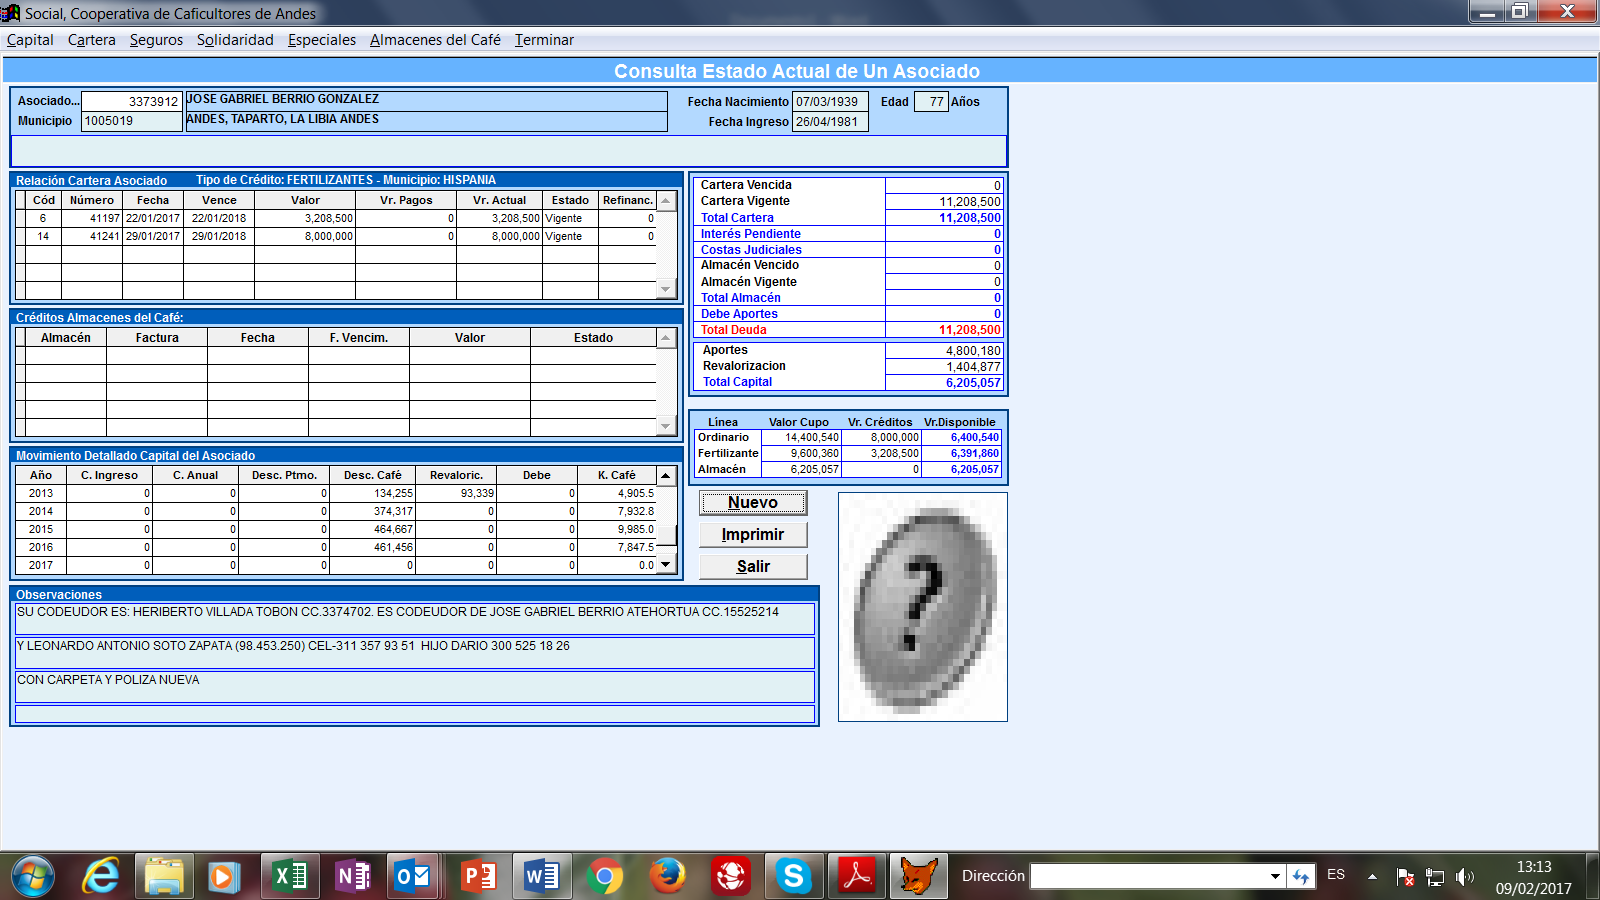 Social, Cooperativa de Caficultores de Andes
Capital Cartera Seguros Solidaridad Especiales Almacenes del Café Terminar
Consulta Estado Actual de Un Asociado
Asociado... 3373912 JOSE GABRIEL BERRIO GONZALEZ Fecha Nacimiento 07/03/1939 Edad 77 Años
Municipio 1005019 ANDES, TAPARTO, LA LIBIA ANDES Fecha Ingreso 26/04/1981
Relación Cartera Asociado Tipo de Crédito: FERTILIZANTES - Municipio: HISPANIA
Cód Número Fecha Vence Valor Vr. Pagos Vr. Actual Estado Refinanc.
6 41197 22/01/2017 22/01/2018 3,208,500 0 3,208,500 Vigente 0
14 41241 29/01/2017 29/01/2018 8,000,000 0 8,000,000 Vigente 0
Cartera Vencida 0
Cartera Vigente 11,208,500
Total Cartera 11,208,500
Interés Pendiente 0
Costas Judiciales 0
Almacén Vencido 0
Almacén Vigente 0
Total Almacén 0
Debe Aportes 0
Total Deuda 11,208,500
Aportes 4,800,180
Revalorizacion 1,404,877
Total Capital 6,205,057
Créditos Almacenes del Café:
Almacén Factura Fecha F. Vencim. Valor Estado
Línea Valor Cupo Vr. Créditos Vr.Disponible
Ordinario 14,400,540 8,000,000 6,400,540
Fertilizante 9,600,360 3,208,500 6,391,860
Almacén 6,205,057 0 6,205,057
Movimiento Detallado Capital del Asociado
Año C. Ingreso C. Anual Desc. Ptmo. Desc. Café Revaloric. Debe K. Café
2013 0 0 0 134,255 93,339 0 4,905.5
2014 0 0 0 374,317 0 0 7,932.8
2015 0 0 0 464,667 0 0 9,985.0
2016 0 0 0 461,456 0 0 7,847.5
2017 0 0 0 0 0 0 0.0
Nuevo
Imprimir
Salir
?
Observaciones
SU CODEUDOR ES: HERIBERTO VILLADA TOBON CC.3374702. ES CODEUDOR DE JOSE GABRIEL BERRIO ATEHORTUA CC.15525214
Y LEONARDO ANTONIO SOTO ZAPATA (98.453.250) CEL-311 357 93 51 HIJO DARIO 300 525 18 26
CON CARPETA Y POLIZA NUEVA
Dirección ES 13:13
09/02/2017